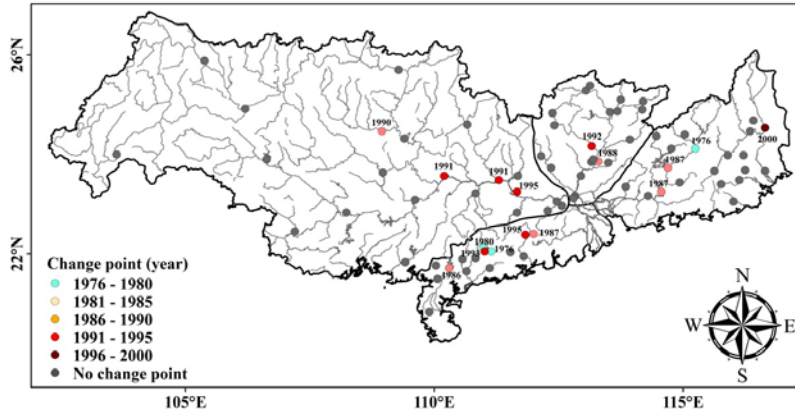 26°N
22°N
1990
1991
1991
1995
1992
1988
1976
1987
1987
2000
1995
1987
1980
1976
1993
1986
Change point (year)
1976 - 1980
1981 - 1985
1986 - 1990
1991 - 1995
1996 - 2000
No change point
N
W
E
S
105°E
110°E
115°E